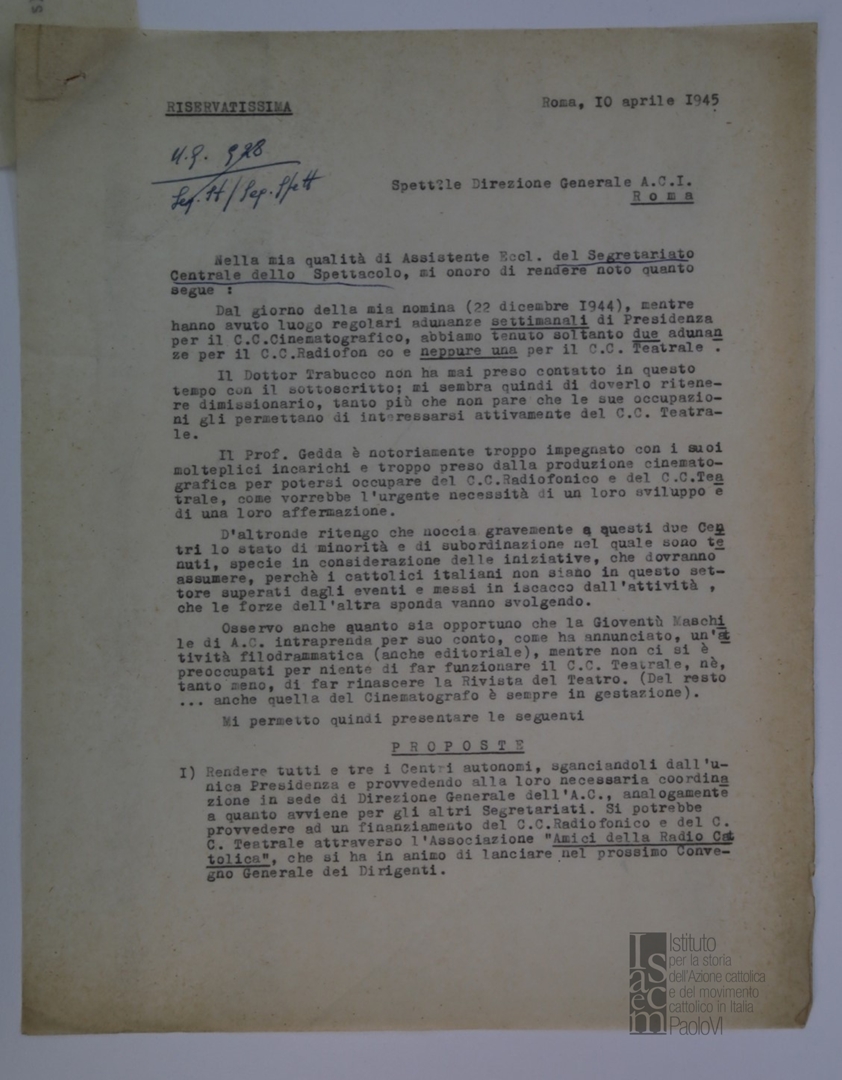 RISERVATISSIMA
Roma, IO aprile I945
Spett?le Direzione Generale A.C.I.
R o m a
Nella mia qualità di Assistente Eccl. del Segretariato
Centrale dello Spettacolo, mi onoro di rendere noto quanto
segue :
Dal giorno della mia nomina (22 dicembre I944), mentre
hanno avuto luogo regolari adunanze settimanali di Presidenza
per il C.C.Cinematografico, abbiamo tenuto soltanto due adunan
ze per il C.C.Radiofon co e neppure una per il C.C. Teatrale .
Il Dottor Trabucco non ha mai preso contatto in questo
tempo con il sottoscritto; mi sembra quindi di doverlo ritene-
re dimissionario, tanto più che non pare che le sue occupazio-
ni gli permettano di interessarsi attivamente del C.C. Teatra-
le.
Il Prof. Gedda è notoriamente troppo impegnato con i suoi
molteplici incarichi e troppo preso dalla produzione cinemato-
grafica per potersi occupare del C.C.Radiofonico e del C.C.Tea
trale, come vorrebbe l'urgente necessità di un loro sviluppo e
di una loro affermazione.
D'altronde ritengo che noccia gravemente a questi due Cen
tri lo stato di minorità e di subordinazione nel quale sono te
nuti, specie in considerazione delle iniziative, che dovranno
assumere, perchè i cattolici italiani non siano in questo set-
tore superati dagli eventi e messi in iscacco dall'attività ,
che le forze dell'altra sponda vanno svolgendo.
Osservo anche quanto sia opportuno che la Gioventù Maschi
le di A.C. intraprenda per suo conto, come ha annunciato, un'at
tività filodrammatica (anche editoriale), mentre non ci si è
preoccupati per niente di far funzionare il C.C. Teatrale, nè,
tanto meno, di far rinascere la Rivista del Teatro. (Del resto
... anche quella del Cinematografo è sempre in gestazione).
Mi permetto quindi presentare le seguenti
P R O P O S T E
I) Rendere tutti e tre i Centri autonomi, sganciandoli dall'u-
nica Presidenza e provvedendo alla loro necessaria coordina
zione in sede di Direzione Generale dell'A.C., analogamente
a quanto avviene per gli altri Segretariati. Si potrebbe
provvedere ad un finanziamento del C.C.Radiofonico e del C.
C. Teatrale attraverso l'Associazione "Amici della Radio Cat
tolica", che si ha in animo di lanciare nel prossimo Conve-
gno Generale dei Dirigenti.
Isacem
Istituto
per la storia
dell'Azione cattolica
e del movimento
cattolico in Italia
PaoloVI